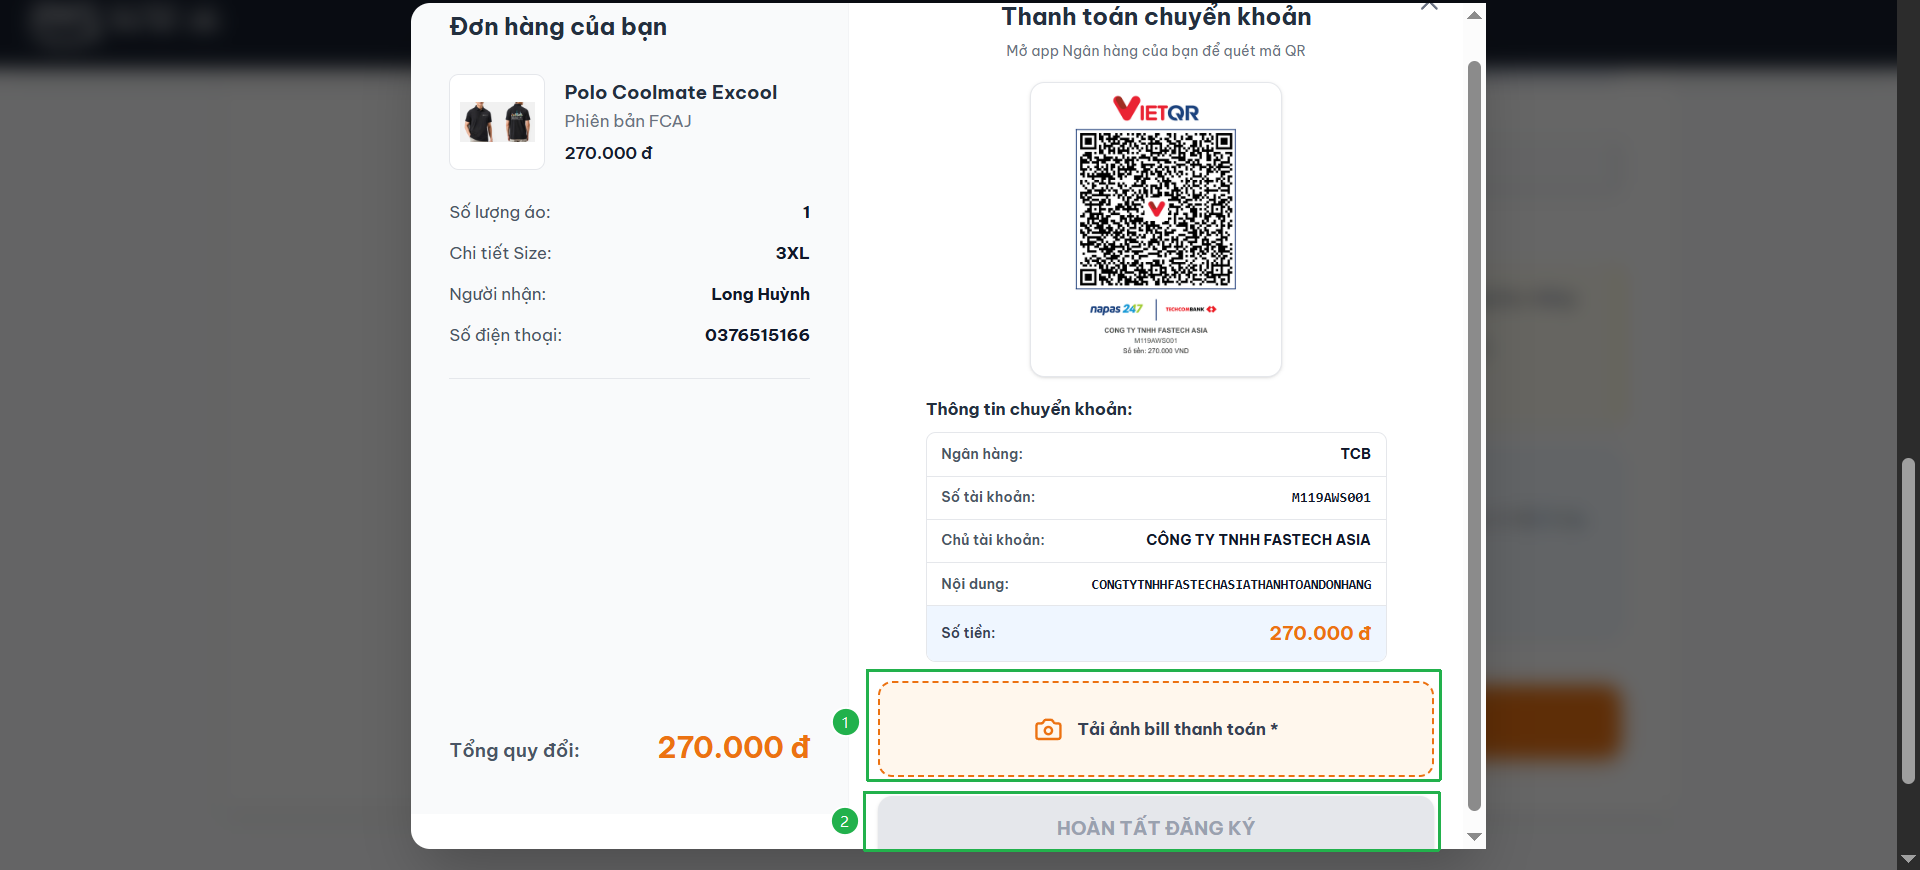 Đơn hàng của bạn
Polo Coolmate Excool
Phiên bản FCAJ
270.000 đ
Số lượng áo: 1
Chi tiết Size: 3XL
Người nhận: Long Huỳnh
Số điện thoại: 0376515166
Tổng quy đổi: 270.000 đ
Thanh toán chuyển khoản
Mở app Ngân hàng của bạn để quét mã QR
VIETQR
napas 247 TECHCOMBANK
CONG TY TNHH FASTECH ASIA
M119AWS001
Số tiền: 270.000 VND
Thông tin chuyển khoản:
Ngân hàng: TCB
Số tài khoản: M119AWS001
Chủ tài khoản: CÔNG TY TNHH FASTECH ASIA
Nội dung: CONGTYTNHHFASTECHASIATHANHTOANDONHANG
Số tiền: 270.000 đ
1
Tải ảnh bill thanh toán *
2
HOÀN TẤT ĐĂNG KÝ